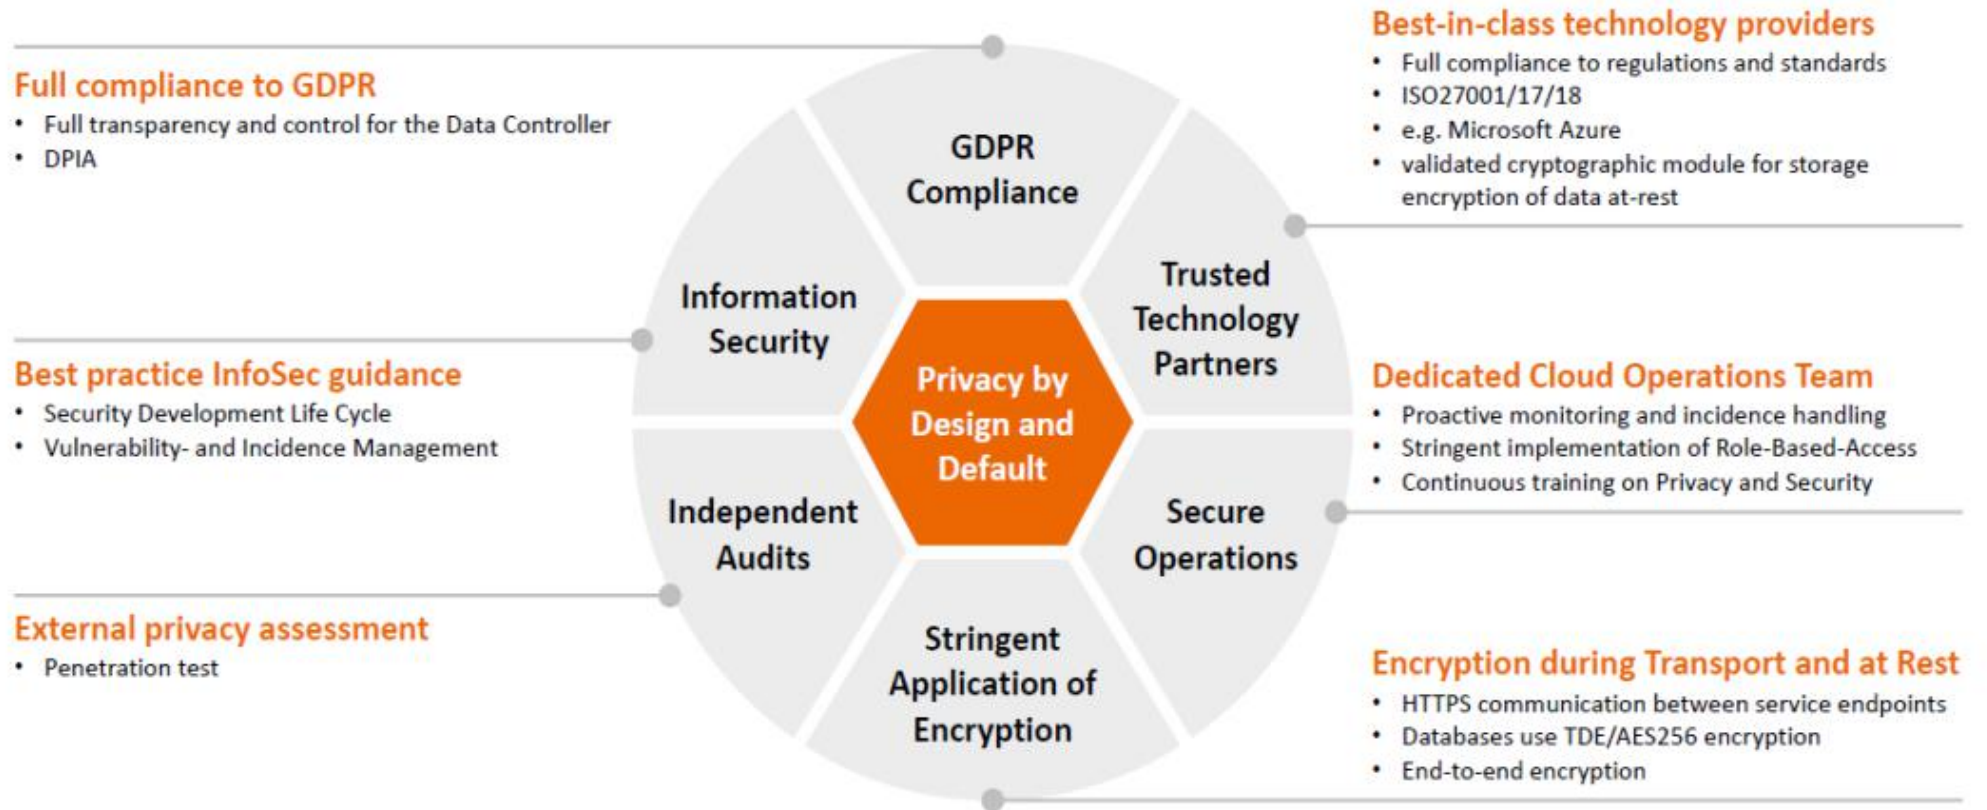 Full compliance to GDPR
• Full transparency and control for the Data Controller
• DPIA
Best practice InfoSec guidance
• Security Development Life Cycle
• Vulnerability- and Incidence Management
External privacy assessment
• Penetration test
GDPR
Compliance
Information
Security
Trusted
Technology
Partners
Privacy by
Design and
Default
Independent
Audits
Secure
Operations
Stringent
Application of
Encryption
Best-in-class technology providers
• Full compliance to regulations and standards
• ISO27001/17/18
• e.g. Microsoft Azure
• validated cryptographic module for storage
encryption of data at-rest
Dedicated Cloud Operations Team
• Proactive monitoring and incidence handling
• Stringent implementation of Role-Based-Access
• Continuous training on Privacy and Security
Encryption during Transport and at Rest
• HTTPS communication between service endpoints
• Databases use TDE/AES256 encryption
• End-to-end encryption